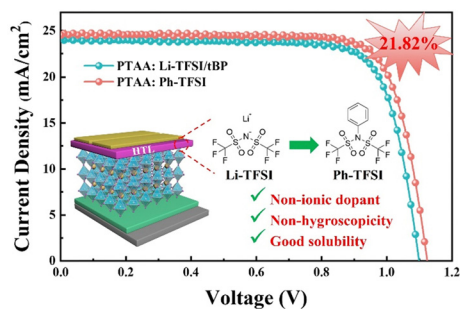 Current Density (mA/cm²)
30
25
20
15
10
5
0
PTAA: Li-TFSI/tBP
PTAA: Ph-TFSI
21.82%
HTL
Li⁺
O O O O
S N⁻ S
F F F F F F
Li-TFSI
O O N O O
S S
F F F F F F
Ph-TFSI
✓ Non-ionic dopant
✓ Non-hygroscopicity
✓ Good solubility
0.0 0.2 0.4 0.6 0.8 1.0 1.2
Voltage (V)